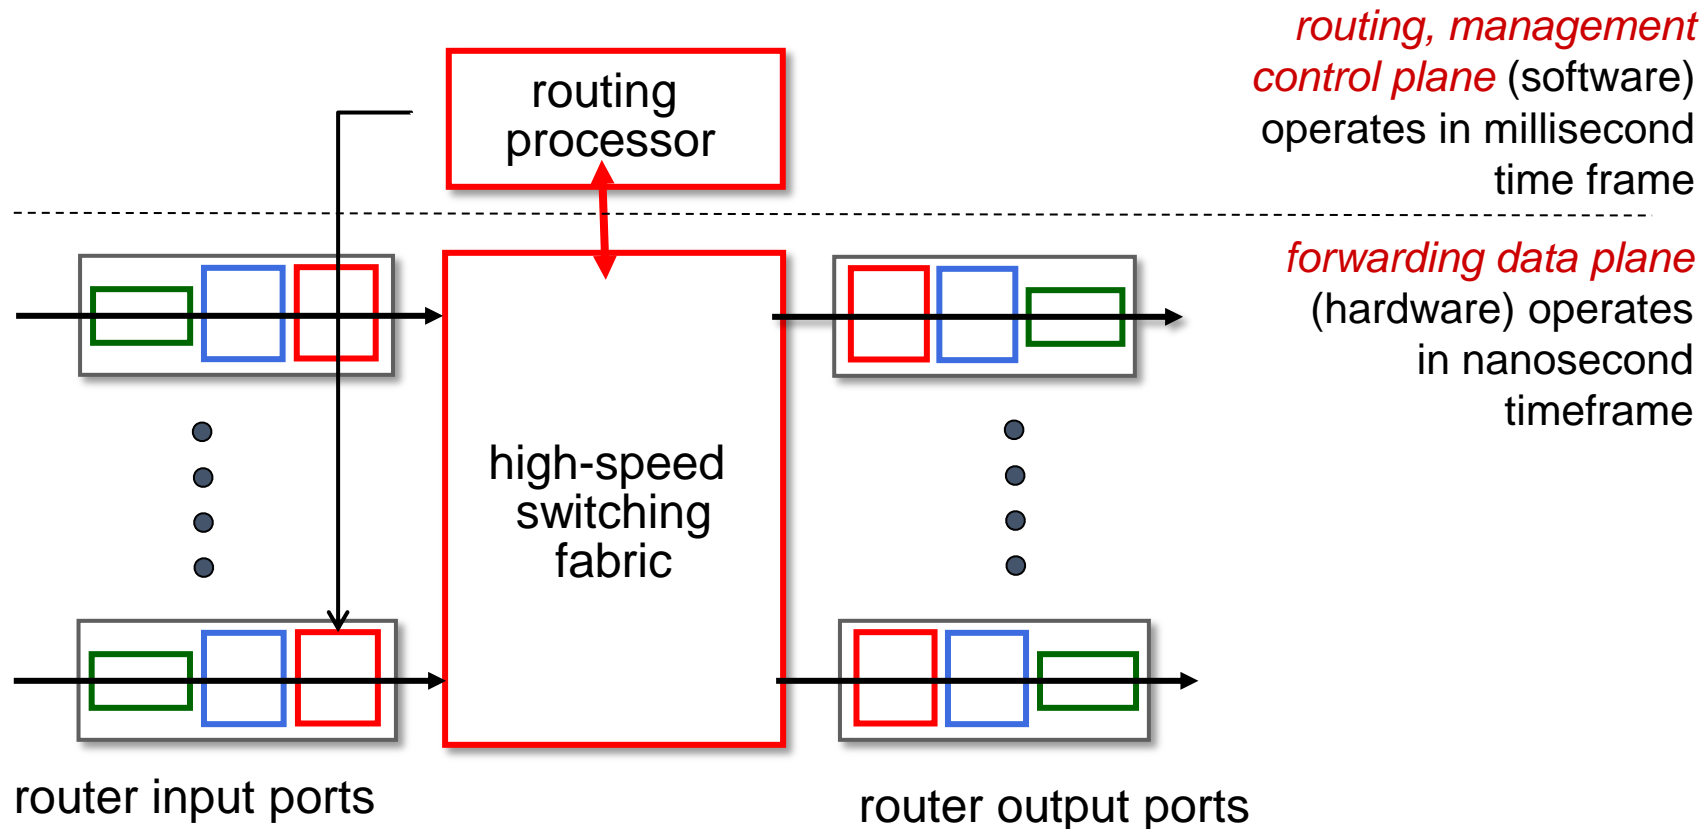 routing, management
control plane (software)
operates in millisecond
time frame
routing
processor
forwarding data plane
(hardware) operates
in nanosecond
timeframe
high-speed
switching
fabric
router input ports
router output ports